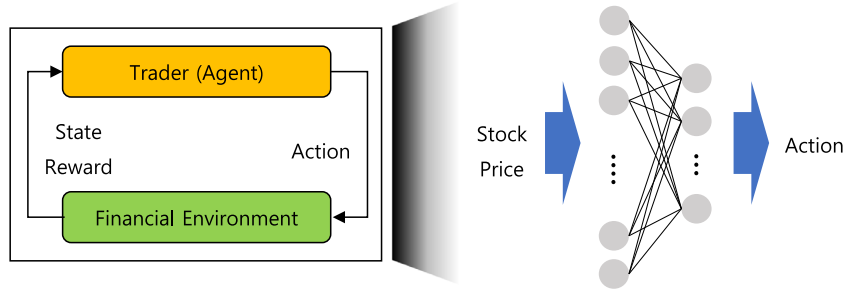 Trader (Agent)
State
Reward
Action
Financial Environment
Stock
Price
Action